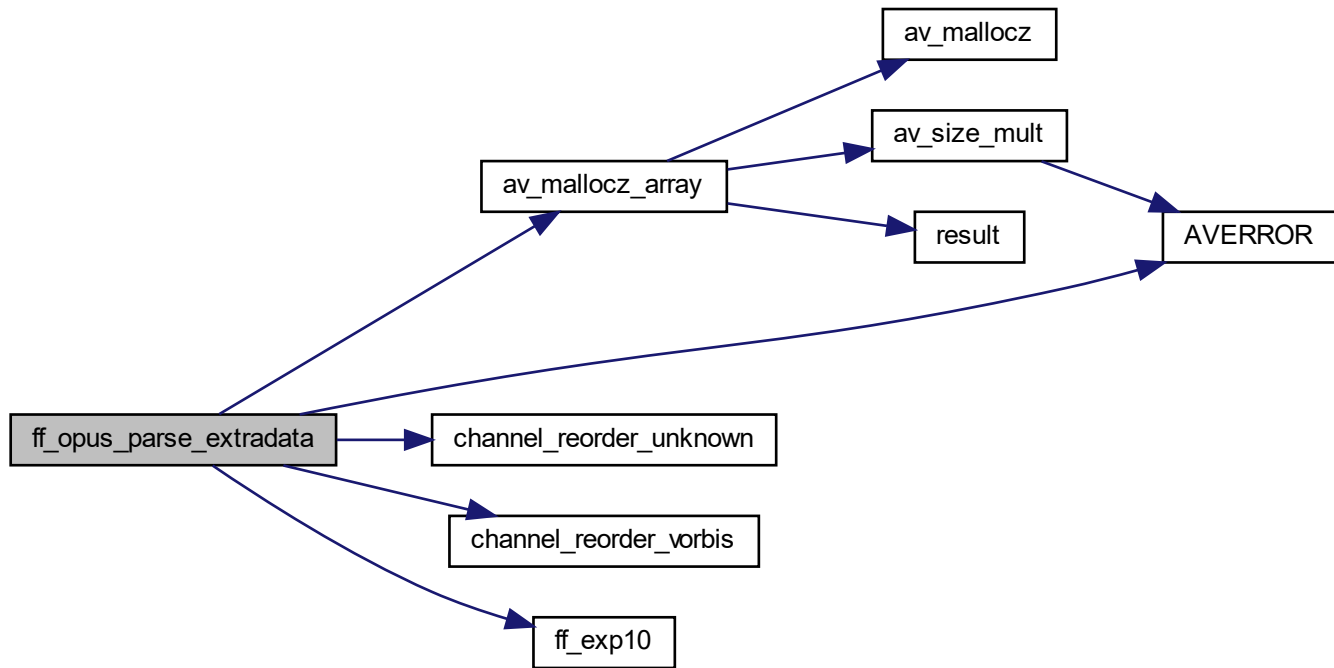 av_mallocz
av_size_mult
av_mallocz_array
result
AVERROR
ff_opus_parse_extradata
channel_reorder_unknown
channel_reorder_vorbis
ff_exp10